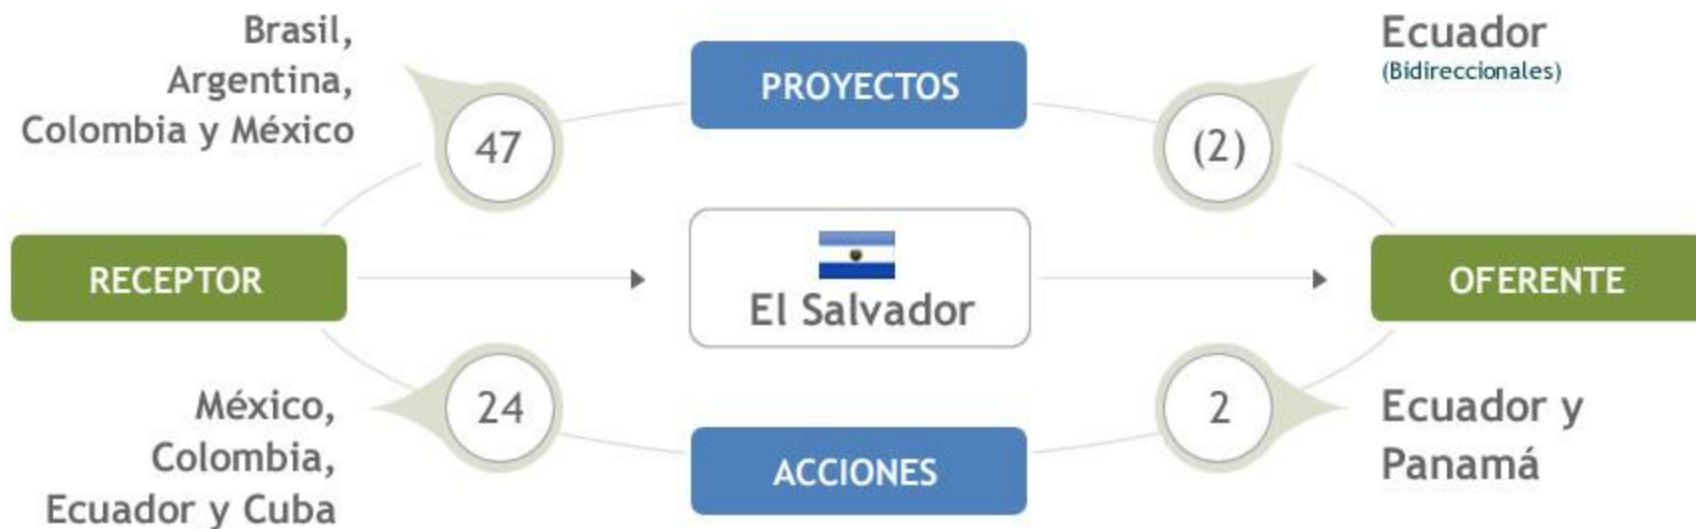 Brasil,
Argentina,
Colombia y México
47
PROYECTOS
(2)
Ecuador
(Bidireccionales)
RECEPTOR
El Salvador
OFERENTE
México,
Colombia,
Ecuador y Cuba
24
ACCIONES
2
Ecuador y
Panamá